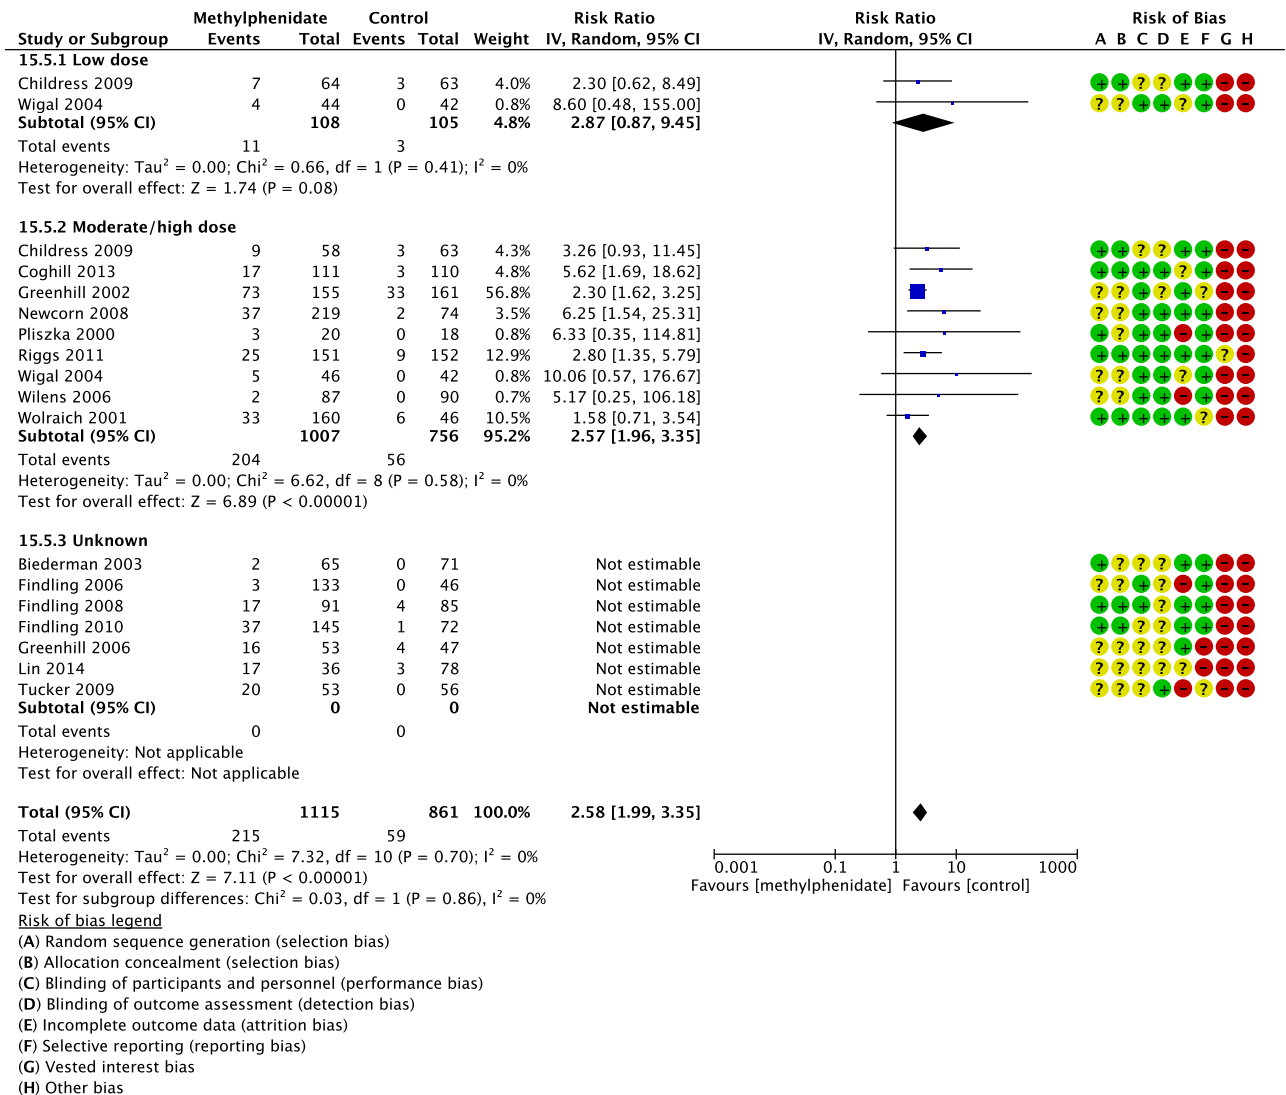 Methylphenidate Control Risk Ratio Risk Ratio Risk of Bias
Study or Subgroup Events Total Events Total Weight IV, Random, 95% CI IV, Random, 95% CI A B C D E F G H
15.5.1 Low dose
Childress 2009 7 64 3 63 4.0% 2.30 [0.62, 8.49] + + ? ? + + - -
Wigal 2004 4 44 0 42 0.8% 8.60 [0.48, 155.00] ? ? + + ? + - -
Subtotal (95% CI) 108 105 4.8% 2.87 [0.87, 9.45]
Total events 11 3
Heterogeneity: Tau² = 0.00; Chi² = 0.66, df = 1 (P = 0.41); I² = 0%
Test for overall effect: Z = 1.74 (P = 0.08)
15.5.2 Moderate/high dose
Childress 2009 9 58 3 63 4.3% 3.26 [0.93, 11.45] + + ? ? + + - -
Coghill 2013 17 111 3 110 4.8% 5.62 [1.69, 18.62] + + + + ? + - -
Greenhill 2002 73 155 33 161 56.8% 2.30 [1.62, 3.25] ? ? + ? + ? - -
Newcorn 2008 37 219 2 74 3.5% 6.25 [1.54, 25.31] ? ? + + + + - -
Pliszka 2000 3 20 0 18 0.8% 6.33 [0.35, 114.81] + ? + + - + - -
Riggs 2011 25 151 9 152 12.9% 2.80 [1.35, 5.79] + + + + + + ? -
Wigal 2004 5 46 0 42 0.8% 10.06 [0.57, 176.67] ? ? + + ? + - -
Wilens 2006 2 87 0 90 0.7% 5.17 [0.25, 106.18] ? ? + + - + - -
Wolraich 2001 33 160 6 46 10.5% 1.58 [0.71, 3.54] + + + + + ? - -
Subtotal (95% CI) 1007 756 95.2% 2.57 [1.96, 3.35]
Total events 204 56
Heterogeneity: Tau² = 0.00; Chi² = 6.62, df = 8 (P = 0.58); I² = 0%
Test for overall effect: Z = 6.89 (P < 0.00001)
15.5.3 Unknown
Biederman 2003 2 65 0 71 Not estimable + ? ? ? + + - -
Findling 2006 3 133 0 46 Not estimable ? ? + ? - + - -
Findling 2008 17 91 4 85 Not estimable + + + ? + + - -
Findling 2010 37 145 1 72 Not estimable + + ? ? + + - -
Greenhill 2006 16 53 4 47 Not estimable ? ? ? ? + - - -
Lin 2014 17 36 3 78 Not estimable ? ? ? ? ? - - -
Tucker 2009 20 53 0 56 Not estimable ? ? ? + - ? - -
Subtotal (95% CI) 0 0 Not estimable
Total events 0 0
Heterogeneity: Not applicable
Test for overall effect: Not applicable
Total (95% CI) 1115 861 100.0% 2.58 [1.99, 3.35]
Total events 215 59
Heterogeneity: Tau² = 0.00; Chi² = 7.32, df = 10 (P = 0.70); I² = 0%
Test for overall effect: Z = 7.11 (P < 0.00001)
Test for subgroup differences: Chi² = 0.03, df = 1 (P = 0.86), I² = 0%
0.001 0.1 1 10 1000
Favours [methylphenidate] Favours [control]
Risk of bias legend
(A) Random sequence generation (selection bias)
(B) Allocation concealment (selection bias)
(C) Blinding of participants and personnel (performance bias)
(D) Blinding of outcome assessment (detection bias)
(E) Incomplete outcome data (attrition bias)
(F) Selective reporting (reporting bias)
(G) Vested interest bias
(H) Other bias